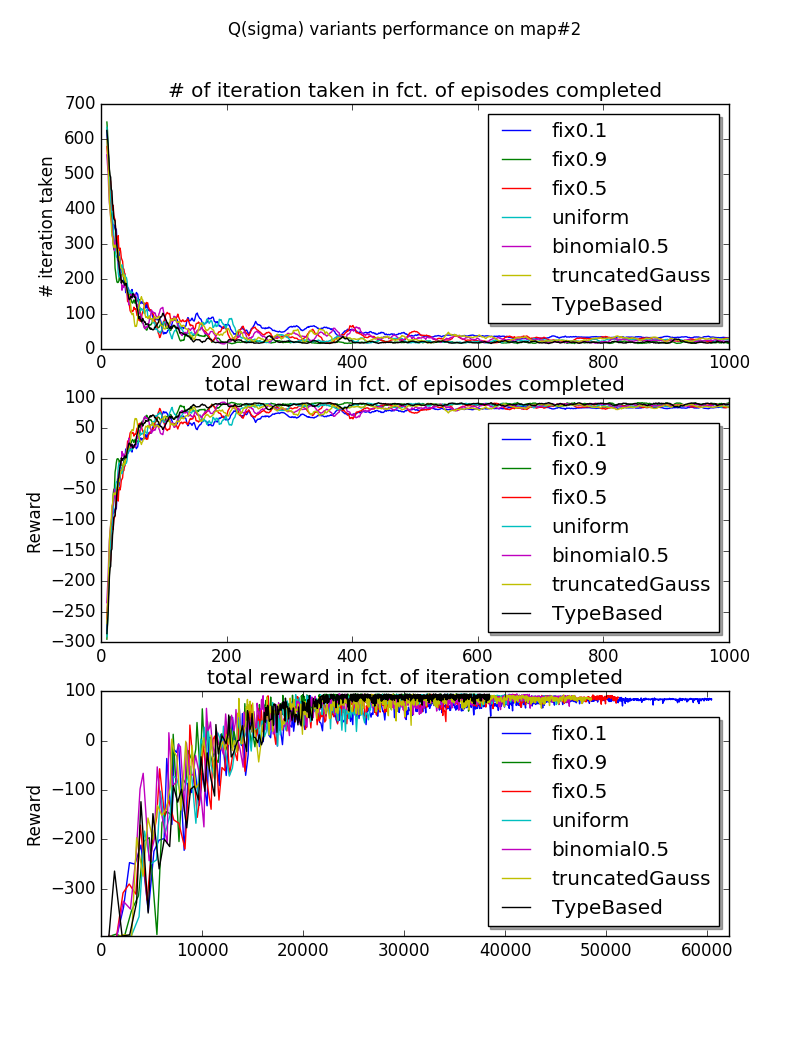 Q(sigma) variants performance on map#2
# of iteration taken in fct. of episodes completed
700
600
500
400
300
200
100
0
# iteration taken
fix0.1
fix0.9
fix0.5
uniform
binomial0.5
truncatedGauss
TypeBased
0 200 400 600 800 1000
total reward in fct. of episodes completed
100
50
0
−50
−100
−150
−200
−250
−300
Reward
fix0.1
fix0.9
fix0.5
uniform
binomial0.5
truncatedGauss
TypeBased
0 200 400 600 800 1000
total reward in fct. of iteration completed
100
0
−100
−200
−300
Reward
fix0.1
fix0.9
fix0.5
uniform
binomial0.5
truncatedGauss
TypeBased
0 10000 20000 30000 40000 50000 60000